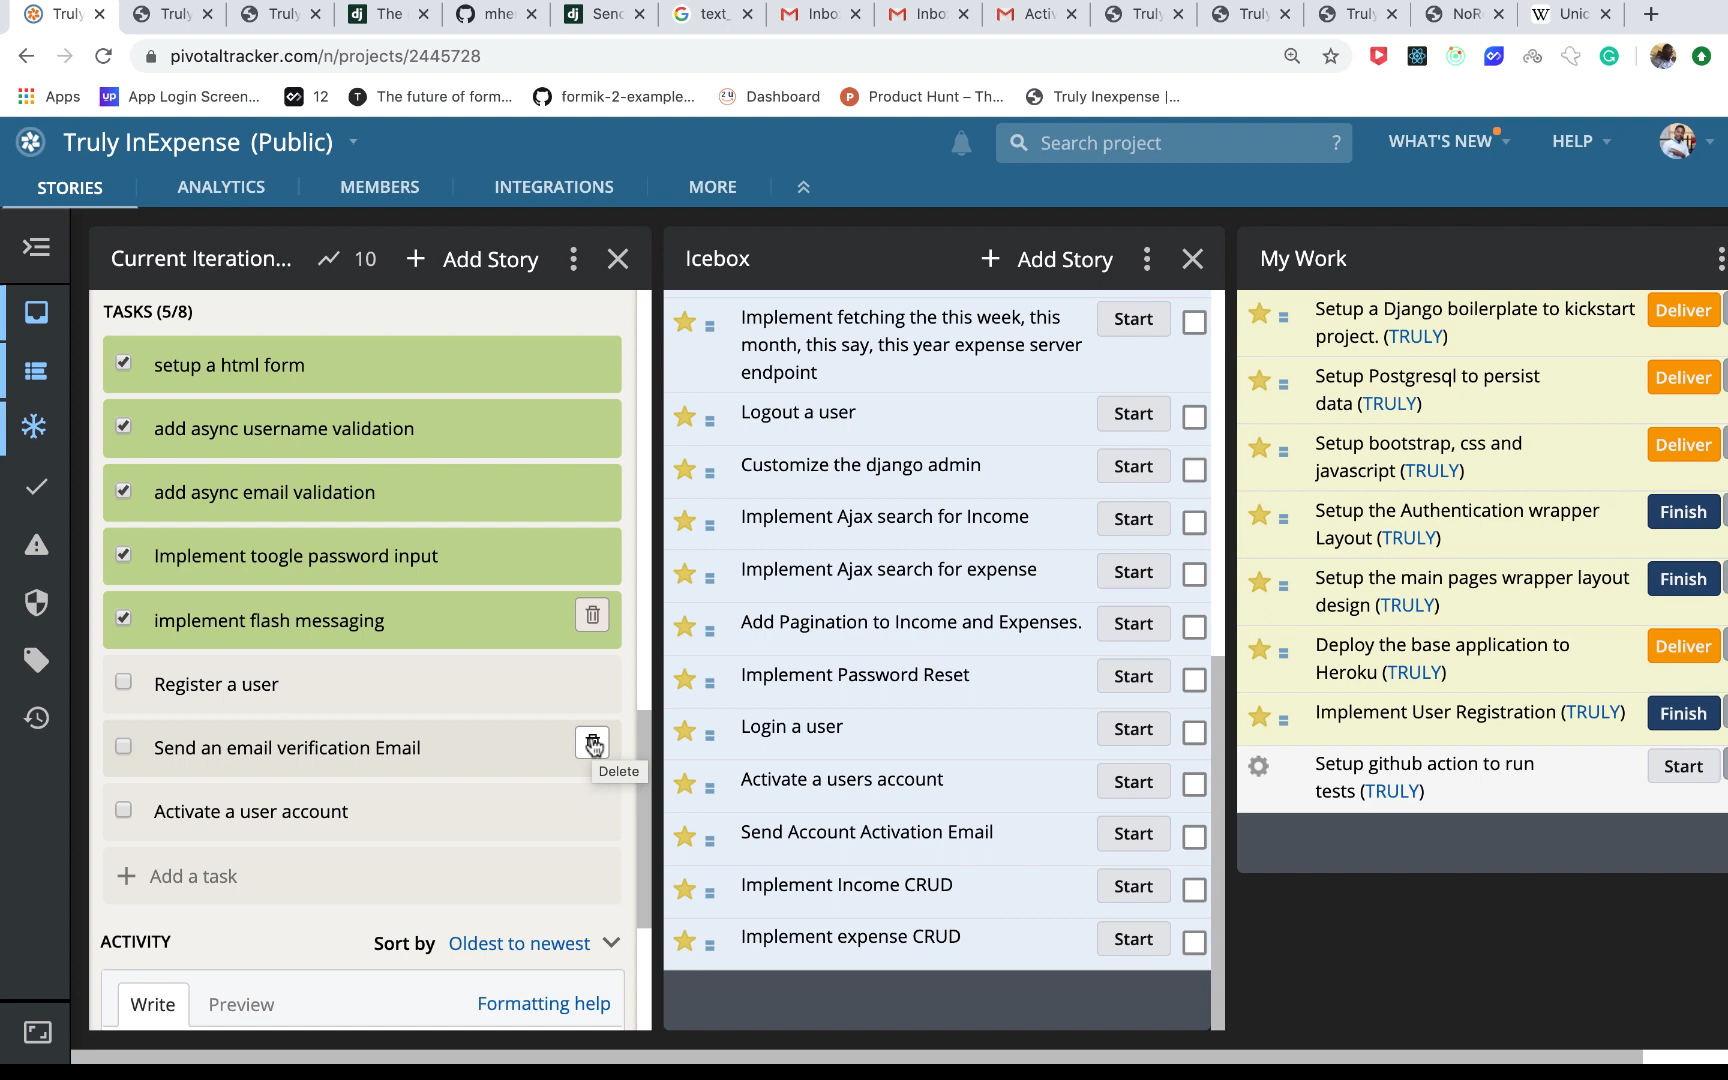 Truly
Truly
Truly
The
mher
Senc
text_
Inbo
Inbo
Activ
Truly
Truly
Truly
NoR
Unic
pivotaltracker.com/n/projects/2445728
Apps
App Login Screen...
12
The future of form...
formik-2-example...
Dashboard
Product Hunt – Th...
Truly Inexpense |...
Truly InExpense (Public)
Search project
?
WHAT'S NEW
HELP
STORIES
ANALYTICS
MEMBERS
INTEGRATIONS
MORE
Current Iteration...
10
+ Add Story
TASKS (5/8)
setup a html form
add async username validation
add async email validation
Implement toogle password input
implement flash messaging
Register a user
Send an email verification Email
Delete
Activate a user account
+ Add a task
ACTIVITY
Sort by Oldest to newest
Write
Preview
Formatting help
Icebox
+ Add Story
Implement fetching the this week, this
month, this say, this year expense server
endpoint
Start
Logout a user
Start
Customize the django admin
Start
Implement Ajax search for Income
Start
Implement Ajax search for expense
Start
Add Pagination to Income and Expenses.
Start
Implement Password Reset
Start
Login a user
Start
Activate a users account
Start
Send Account Activation Email
Start
Implement Income CRUD
Start
Implement expense CRUD
Start
My Work
Setup a Django boilerplate to kickstart
project. (TRULY)
Deliver
Setup Postgresql to persist
data (TRULY)
Deliver
Setup bootstrap, css and
javascript (TRULY)
Deliver
Setup the Authentication wrapper
Layout (TRULY)
Finish
Setup the main pages wrapper layout
design (TRULY)
Finish
Deploy the base application to
Heroku (TRULY)
Deliver
Implement User Registration (TRULY)
Finish
Setup github action to run
tests (TRULY)
Start